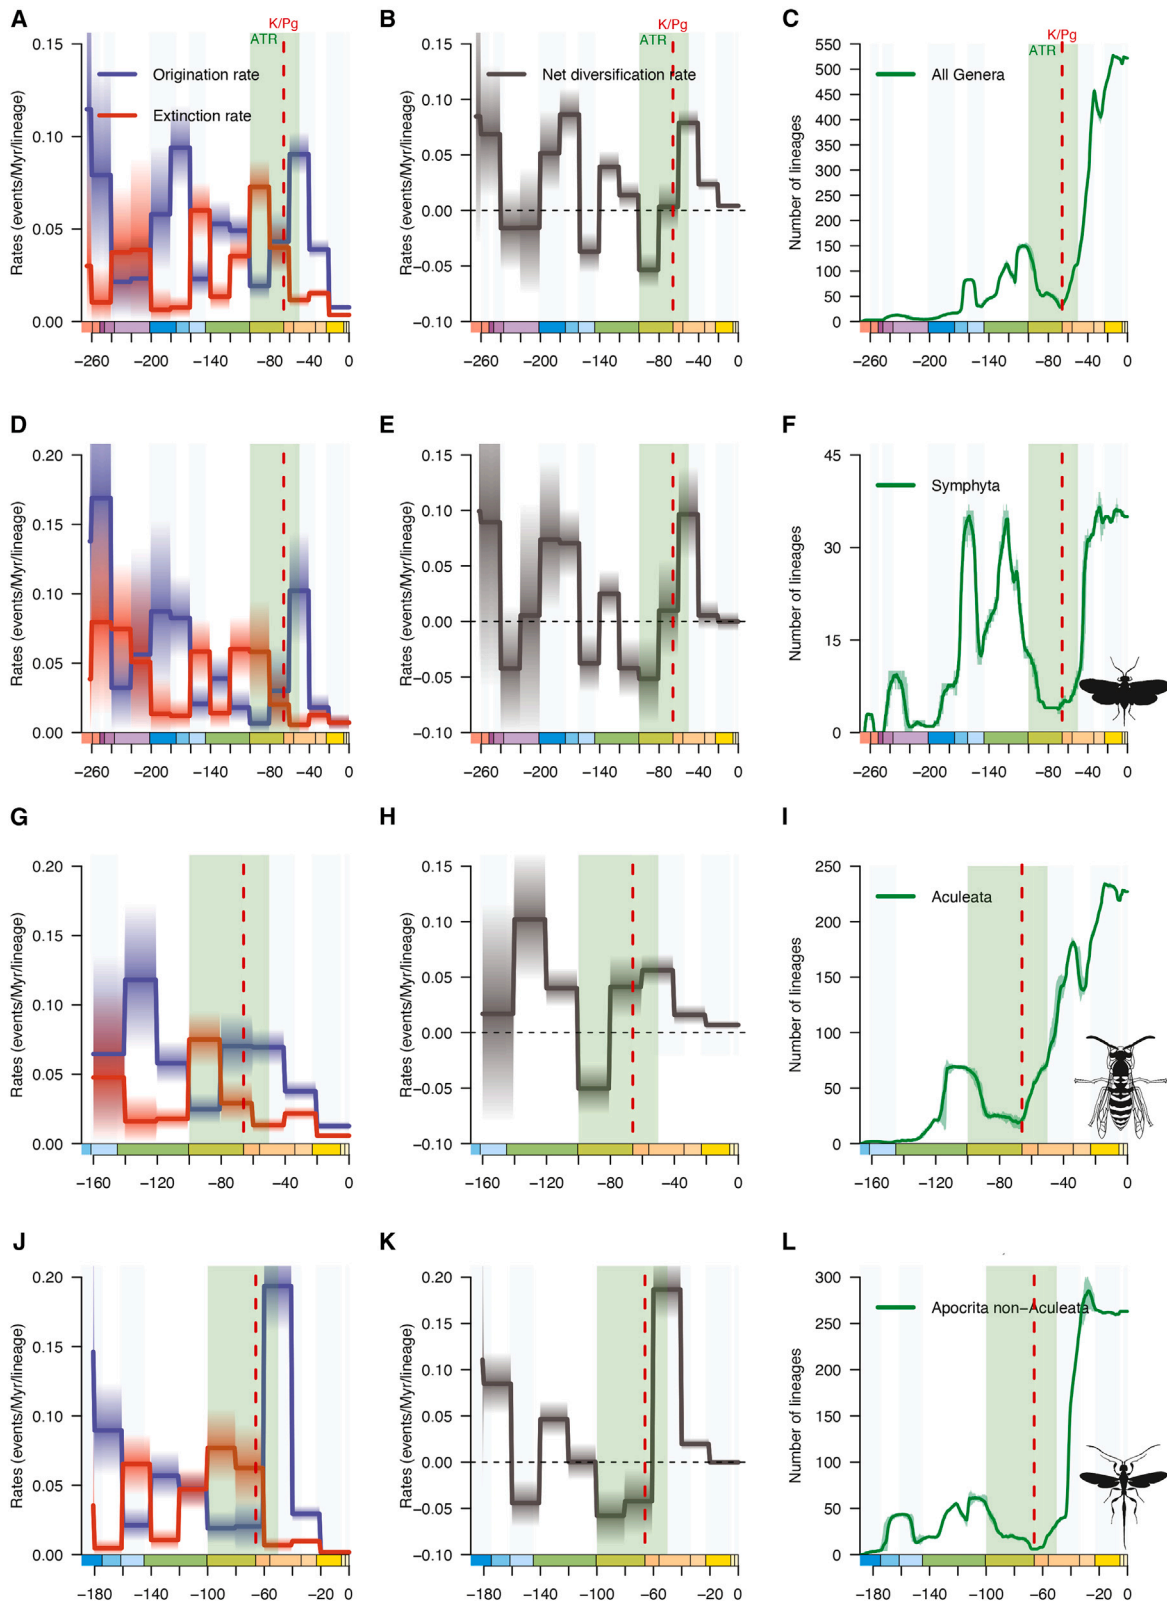 A
B
C
K/Pg
ATR
K/Pg
ATR
K/Pg
ATR
Rates (events/Myr/lineage)
0.15
0.10
0.05
0.00
Origination rate
Extinction rate
−260 −200 −140 −80 −40 0
Rates (events/Myr/lineage)
0.15
0.10
0.05
0.00
−0.05
−0.10
Net diversification rate
−260 −200 −140 −80 −40 0
Number of lineages
550
500
450
400
350
300
250
200
150
100
50
0
All Genera
−260 −200 −140 −80 −40 0
D
E
F
Rates (events/Myr/lineage)
0.20
0.15
0.10
0.05
0.00
−260 −200 −140 −80 −40 0
Rates (events/Myr/lineage)
0.15
0.10
0.05
0.00
−0.05
−0.10
−260 −200 −140 −80 −40 0
Number of lineages
45
30
15
0
Symphyta
−260 −200 −140 −80 −40 0
G
H
I
Rates (events/Myr/lineage)
0.20
0.15
0.10
0.05
0.00
−160 −120 −80 −40 0
Rates (events/Myr/lineage)
0.15
0.10
0.05
0.00
−0.05
−0.10
−160 −120 −80 −40 0
Number of lineages
250
200
150
100
50
0
Aculeata
−160 −120 −80 −40 0
J
K
L
Rates (events/Myr/lineage)
0.20
0.15
0.10
0.05
0.00
−180 −140 −100 −60 −20 0
Rates (events/Myr/lineage)
0.20
0.15
0.10
0.05
0.00
−0.05
−0.10
−180 −140 −100 −60 −20 0
Number of lineages
300
250
200
150
100
50
0
Apocrita non−Aculeata
−180 −140 −100 −60 −20 0